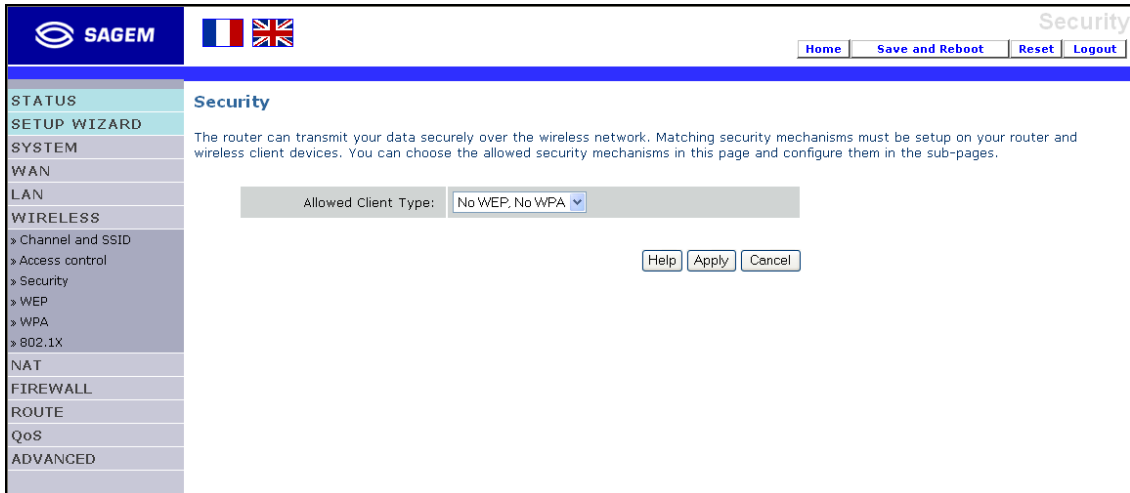 SAGEM
Security
Home Save and Reboot Reset Logout
STATUS
SETUP WIZARD
SYSTEM
WAN
LAN
WIRELESS
» Channel and SSID
» Access control
» Security
» WEP
» WPA
» 802.1X
NAT
FIREWALL
ROUTE
QoS
ADVANCED
Security
The router can transmit your data securely over the wireless network. Matching security mechanisms must be setup on your router and
wireless client devices. You can choose the allowed security mechanisms in this page and configure them in the sub-pages.
Allowed Client Type: No WEP, No WPA
Help Apply Cancel